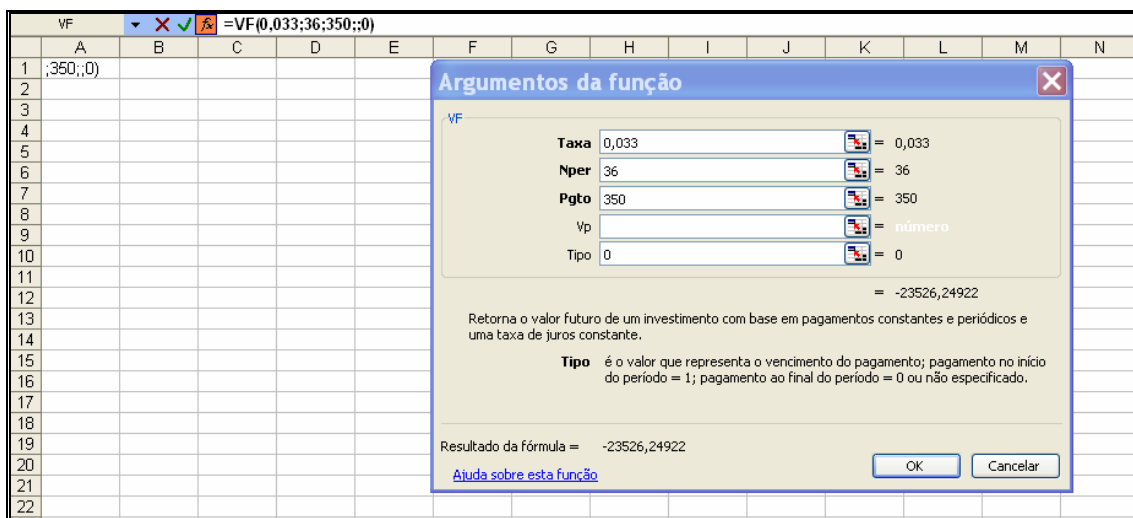 VF =VF(0,033;36;350;;0)
A B C D E F G H I J K L M N
1 ;350;;0)
2
3
4
5
6
7
8
9
10
11
12
13
14
15
16
17
18
19
20
21
22
Argumentos da função
VF
Taxa 0,033 = 0,033
Nper 36 = 36
Pgto 350 = 350
Vp = número
Tipo 0 = 0
= -23526,24922
Retorna o valor futuro de um investimento com base em pagamentos constantes e periódicos e
uma taxa de juros constante.
Tipo é o valor que representa o vencimento do pagamento; pagamento no início
do período = 1; pagamento ao final do período = 0 ou não especificado.
Resultado da fórmula = -23526,24922
Ajuda sobre esta função
OK Cancelar